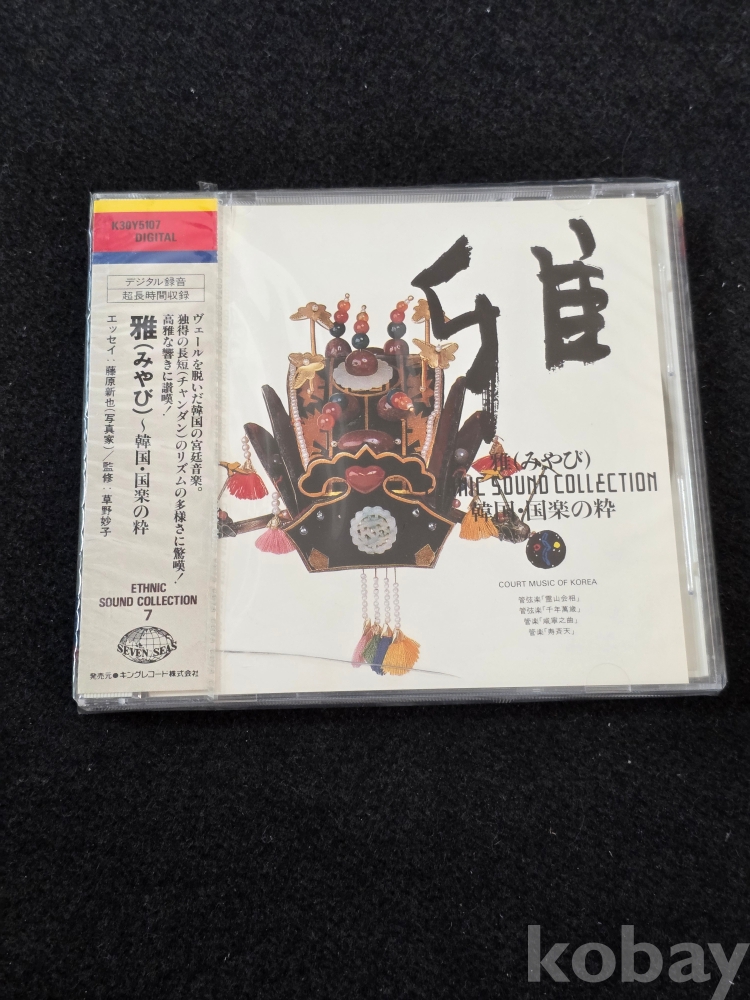 K30Y5107
DIGITAL
デジタル録音
超長時間収録
ヴェールを脱いだ韓国の宮廷音楽。
独得の長短(チャンダン)のリズムの多様さに驚嘆!
高雅な響きに讃嘆!
雅(みやび)〜韓国・国楽の粋
エッセイ:藤原新也(写真家)/監修:草野妙子
ETHNIC
SOUND COLLECTION
7
SEVEN SEAS
発売元●キングレコード株式会社
雅
雅(みやび)
HNIC SOUND COLLECTION
韓国・国楽の粋
COURT MUSIC OF KOREA
管弦楽「霊山会相」
管弦楽「千年萬歳」
管楽「咸寧之曲」
管楽「寿斉天」
kobay